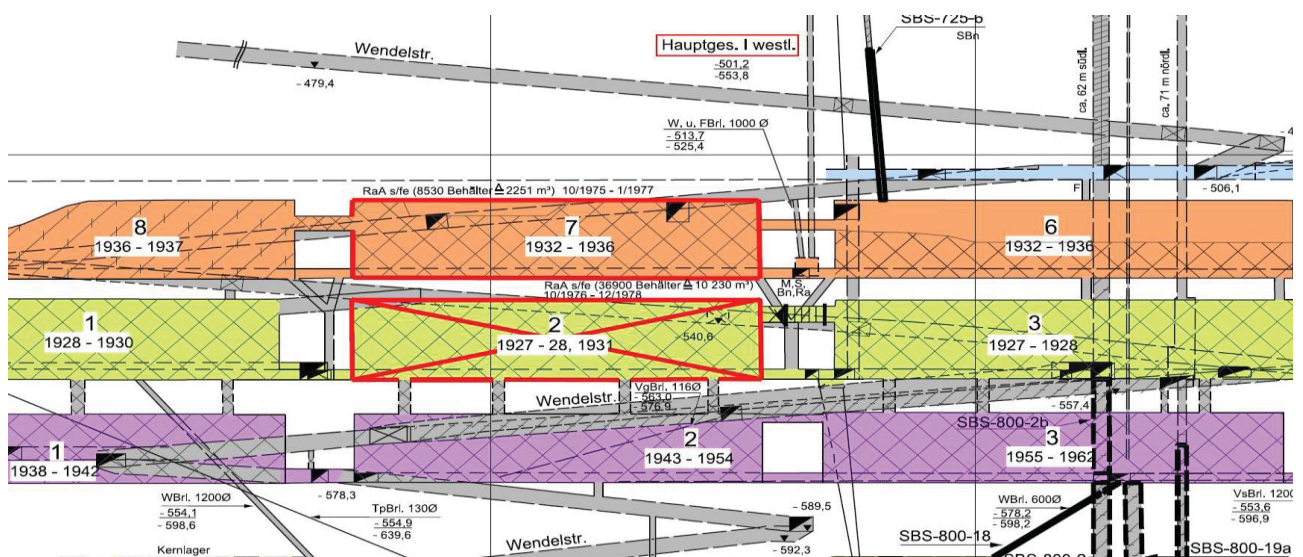 SBS-725-6
SBn
Wendelstr.
Hauptges. I westl.
-501,2
-553,8
- 479,4
ca. 62 m südl.
ca. 71 m nördl.
W. u. FBrl, 1000 Ø
- 513,7
- 525,4
RaA s/fe (8530 Behälter ≙ 2251 m³) 10/1975 - 1/1977
F
- 506,1
8
1936 - 1937
7
1932 - 1936
6
1932 - 1936
RaA s/fe (36900 Behälter ≙ 10 230 m³)
10/1976 - 12/1978
M,S,
Bn,Ra
1
1928 - 1930
2
1927 - 28, 1931
- 540,6
3
1927 - 1928
Wendelstr.
VgBrl. 116Ø
- 563,0
- 576,9
- 557,4
SBS-800-2b
1
1938 - 1942
2
1943 - 1954
3
1955 - 1962
WBrl. 1200Ø
- 554,1
- 598,6
- 578,3
TpBrl. 130Ø
- 554,9
- 639,6
- 589,5
WBrl. 600Ø
- 578,2
- 598,2
VsBrl. 1200
- 553,6
- 596,9
SBS-800-18
Wendelstr.
- 592,3
SBS-800-19a
Kernlager